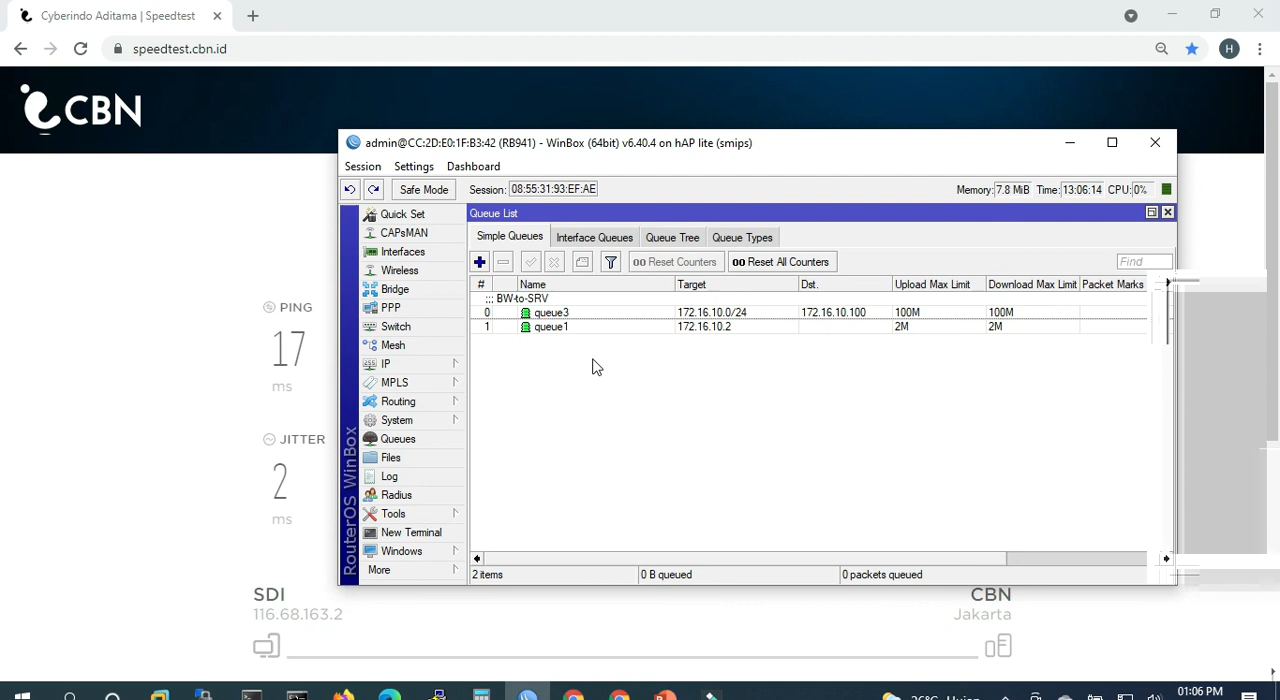 Cyberindo Aditama | Speedtest
speedtest.cbn.id
H
CBN
admin@CC:2D:E0:1F:B3:42 (RB941) - WinBox (64bit) v6.40.4 on hAP lite (smips)
Session Settings Dashboard
Safe Mode Session: 08:55:31:93:EF:AE Memory: 7.8 MiB Time: 13:06:14 CPU: 0%
RouterOS WinBox
Quick Set
CAPsMAN
Interfaces
Wireless
Bridge
PPP
Switch
Mesh
IP
MPLS
Routing
System
Queues
Files
Log
Radius
Tools
New Terminal
Windows
More
Queue List
Simple Queues Interface Queues Queue Tree Queue Types
00 Reset Counters 00 Reset All Counters Find
# Name Target Dst. Upload Max Limit Download Max Limit Packet Marks
;;; BW-to-SRV
0 queue3 172.16.10.0/24 172.16.10.100 100M 100M
1 queue1 172.16.10.2 2M 2M
2 items 0 B queued 0 packets queued
PING
17
ms
JITTER
2
ms
SDI
116.68.163.2
CBN
Jakarta
26°C Hujan
01:06 PM